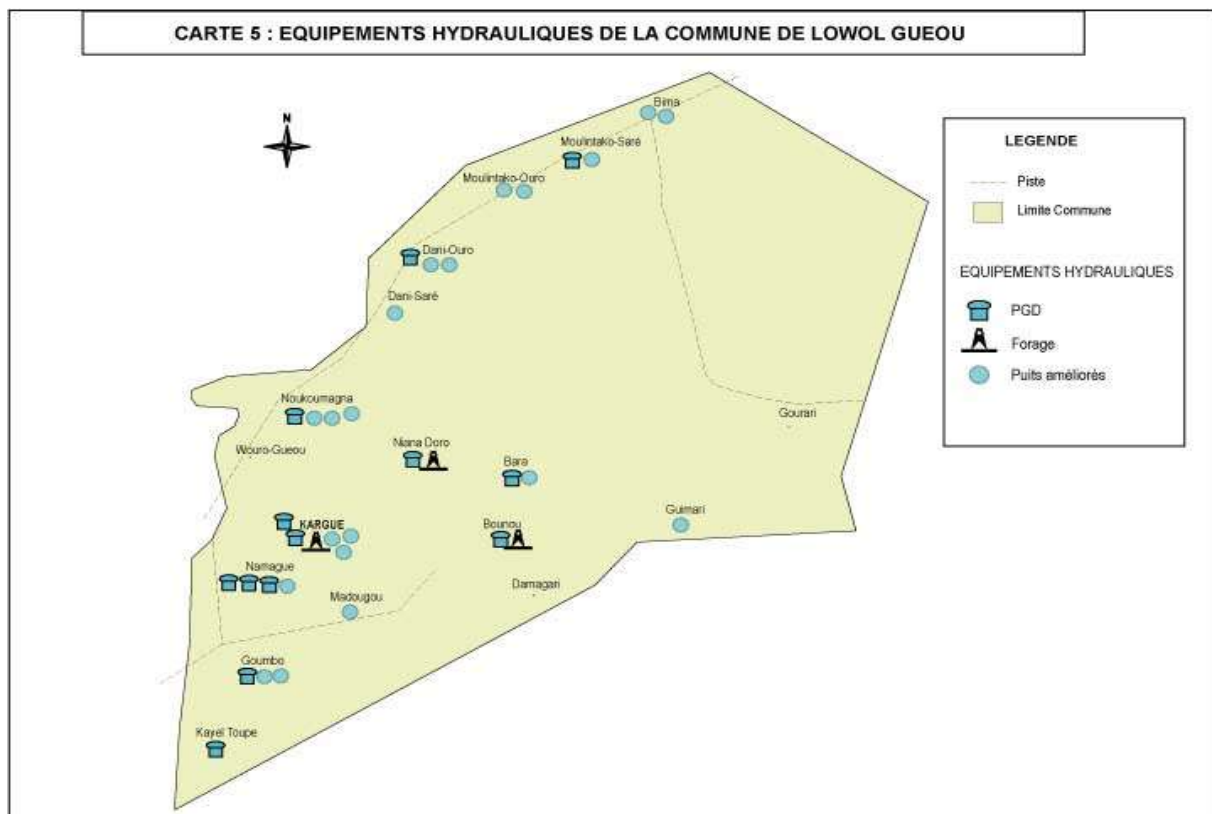 CARTE 5 : EQUIPEMENTS HYDRAULIQUES DE LA COMMUNE DE LOWOL GUEOU
N
Bima
Moulintako-Saré
Moulintako-Ouro
Dani-Ouro
Dani-Saré
Noukoumagna
Wouro-Gueou
Niana Doro
Bara
Gourari
Guimari
KARGUE
Bounou
Namague
Damagari
Madougou
Goumbo
Kayel Toupe
LEGENDE
Piste
Limite Commune
EQUIPEMENTS HYDRAULIQUES
PGD
Forage
Puits améliorés